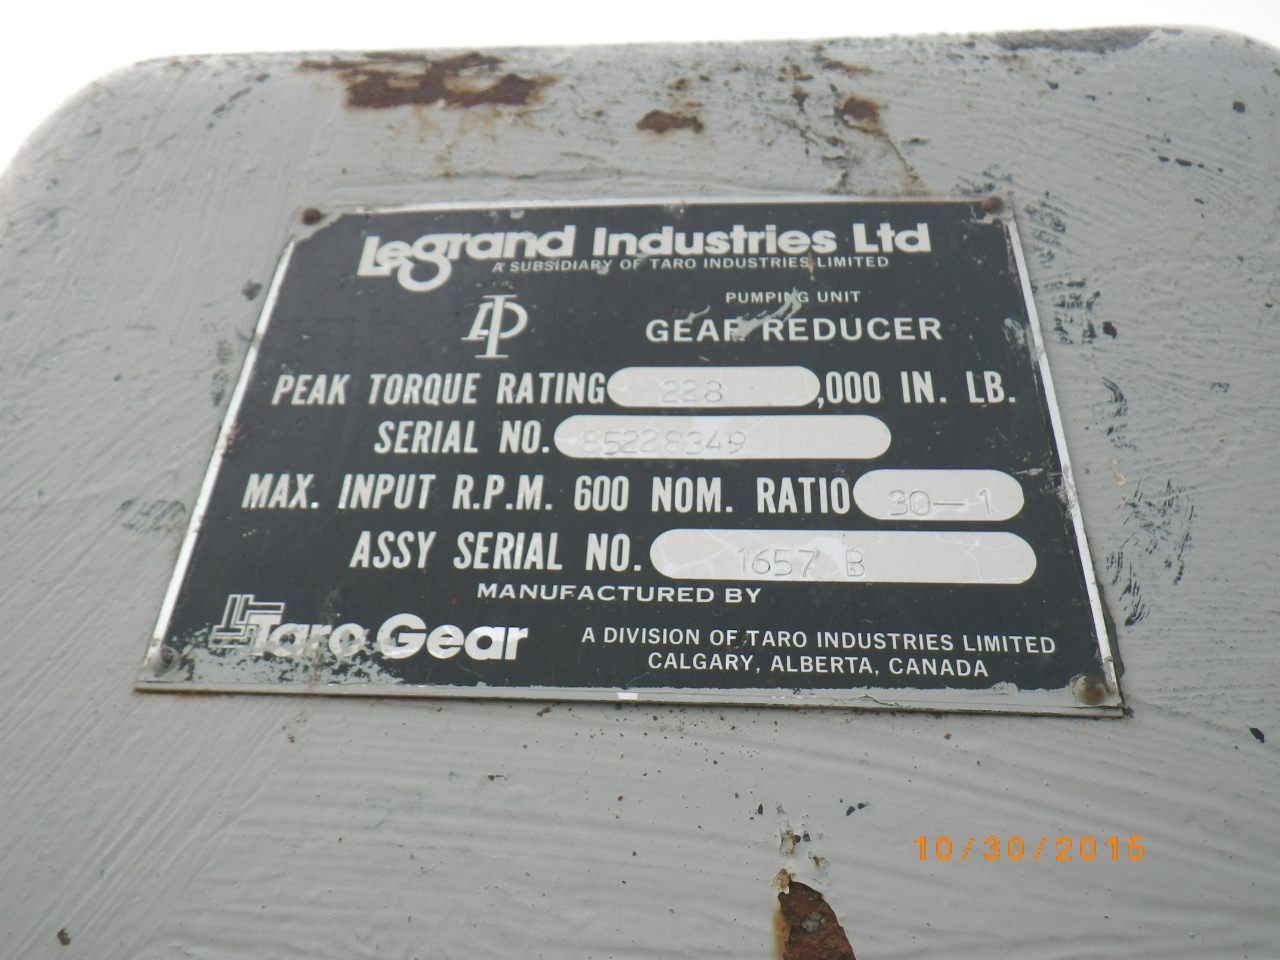 Legrand Industries Ltd
A SUBSIDIARY OF TARO INDUSTRIES LIMITED
API
PUMPING UNIT
GEAR REDUCER
PEAK TORQUE RATING 228 ,000 IN. LB.
SERIAL NO. 85228349
MAX. INPUT R.P.M. 600 NOM. RATIO 30-1
ASSY SERIAL NO. 1657 B
MANUFACTURED BY
Taro Gear
A DIVISION OF TARO INDUSTRIES LIMITED
CALGARY, ALBERTA, CANADA
10/30/2015